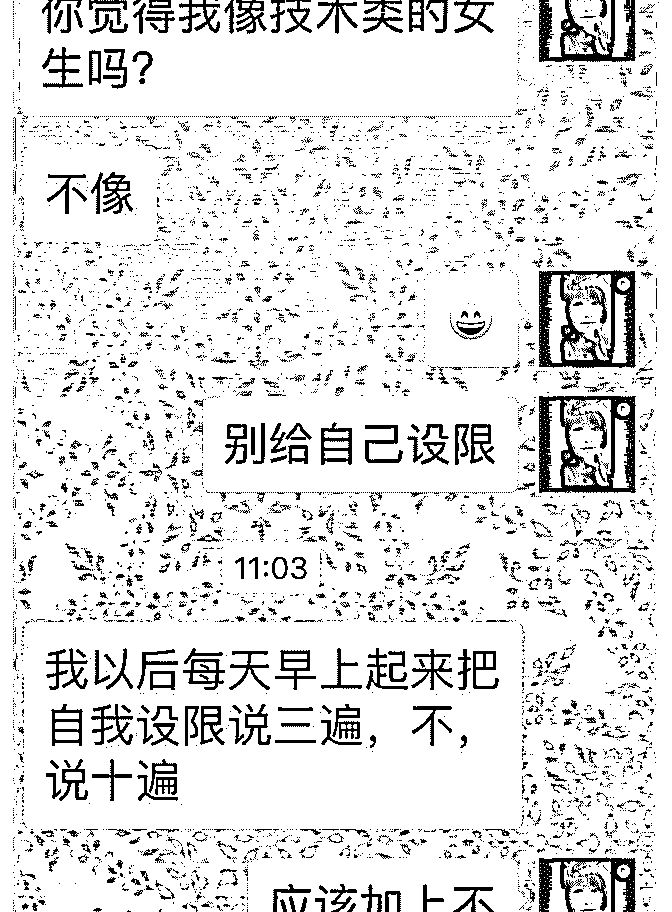 你觉得我像技术类的女
生吗?
不像
别给自己设限
11:03
我以后每天早上起来把
自我设限说三遍，不，
说十遍
应该加上不